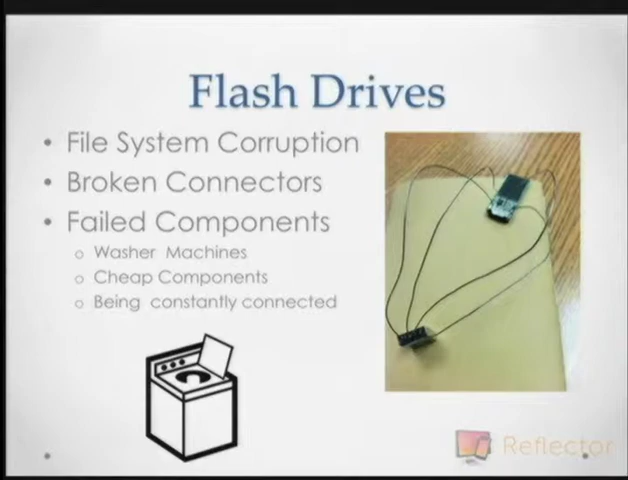 Flash Drives
• File System Corruption
• Broken Connectors
• Failed Components
o Washer Machines
o Cheap Components
o Being constantly connected
Reflector